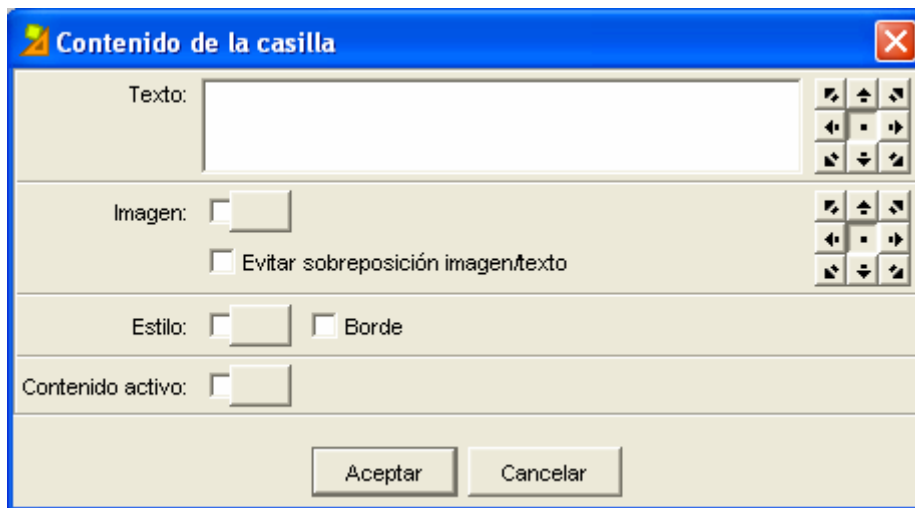 Contenido de la casilla
Texto:
Imagen:
Evitar sobreposición imagen/texto
Estilo:
Borde
Contenido activo:
Aceptar
Cancelar